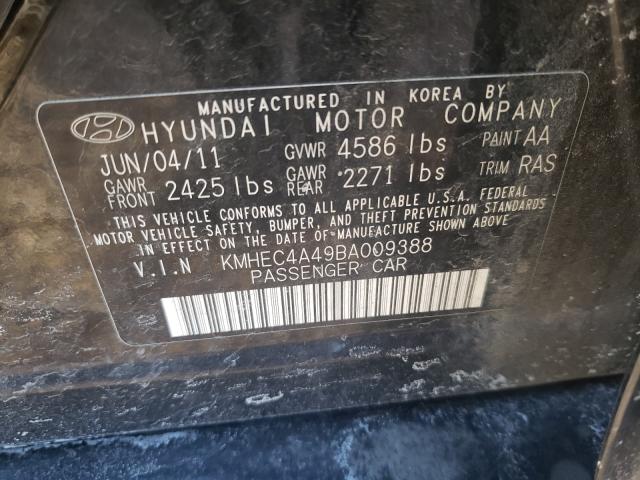 MANUFACTURED IN KOREA BY
HYUNDAI MOTOR COMPANY
JUN/04/11 GVWR 4586 lbs PAINT AA
GAWR FRONT 2425 lbs GAWR REAR 2271 lbs TRIM RAS
THIS VEHICLE CONFORMS TO ALL APPLICABLE U.S.A. FEDERAL
MOTOR VEHICLE SAFETY, BUMPER, AND THEFT PREVENTION STANDARDS
IN EFFECT ON THE DATE OF MANUFACTURE SHOWN ABOVE.
V.I.N KMHEC4A49BA009388
PASSENGER CAR